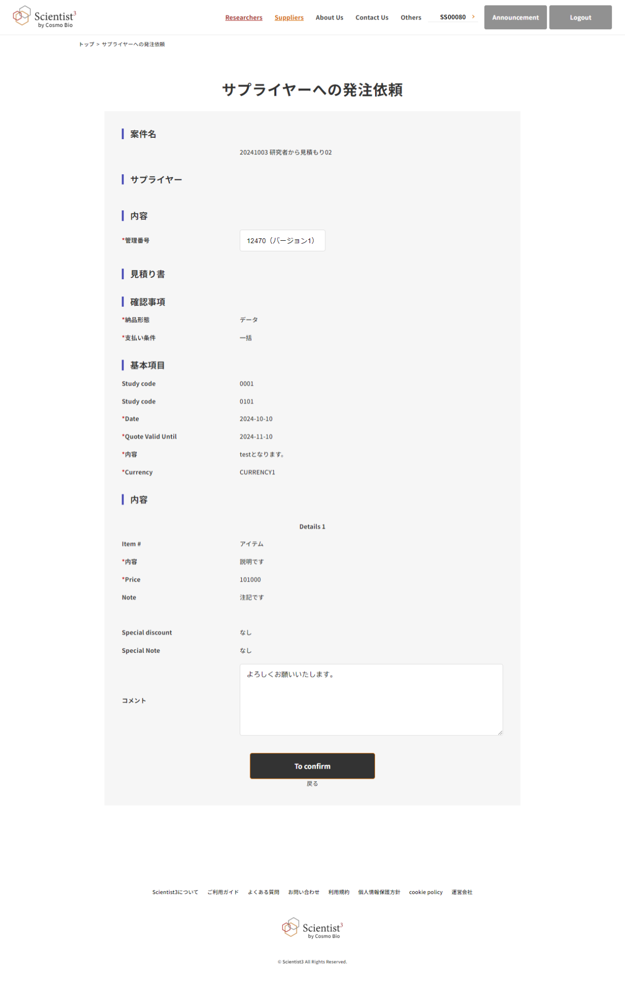 Scientist3
by Cosmo Bio
Researchers Suppliers About Us Contact Us Others SS00080 Announcement Logout
トップ > サプライヤーへの発注依頼
サプライヤーへの発注依頼
案件名
20241003 研究者から見積もり02
サプライヤー
内容
*管理番号 12470（バージョン1）
見積り書
確認事項
*納品形態 データ
*支払い条件 一括
基本項目
Study code 0001
Study code 0101
*Date 2024-10-10
*Quote Valid Until 2024-11-10
*内容 testとなります。
*Currency CURRENCY1
内容
Details 1
Item # アイテム
*内容 説明です
*Price 101000
Note 注記です
Special discount なし
Special Note なし
コメント よろしくお願いいたします。
To confirm
戻る
Scientist3について ご利用ガイド よくある質問 お問い合わせ 利用規約 個人情報保護方針 cookie policy 運営会社
Scientist3
by Cosmo Bio
© Scientist3 All Rights Reserved.